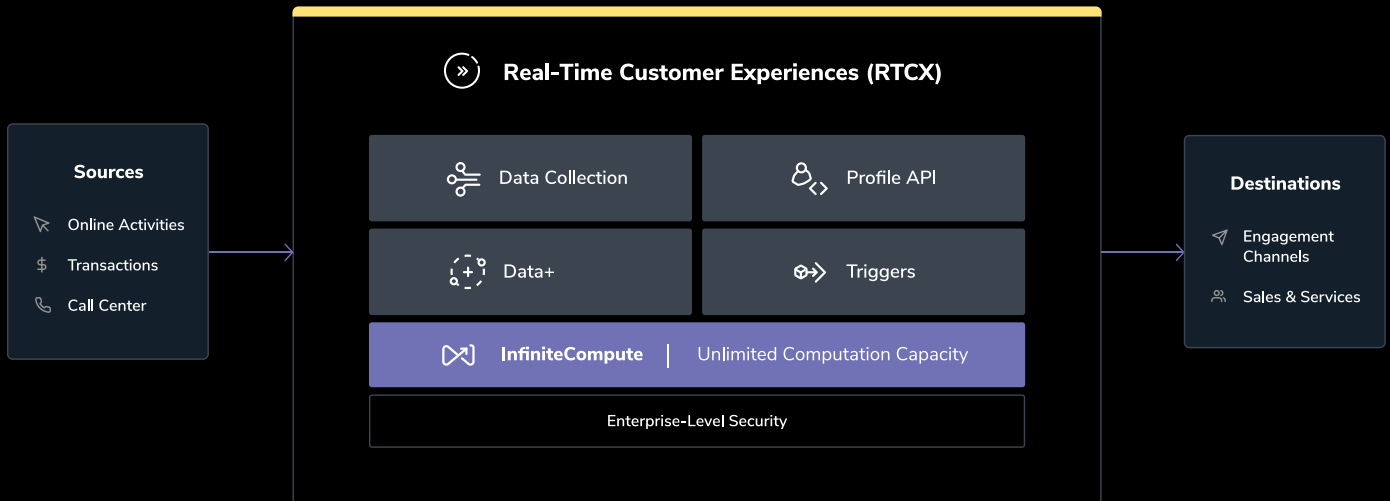 Real-Time Customer Experiences (RTCX)
Sources
Online Activities
Transactions
Call Center
Data Collection
Profile API
Data+
Triggers
InfiniteCompute | Unlimited Computation Capacity
Enterprise-Level Security
Destinations
Engagement
Channels
Sales & Services